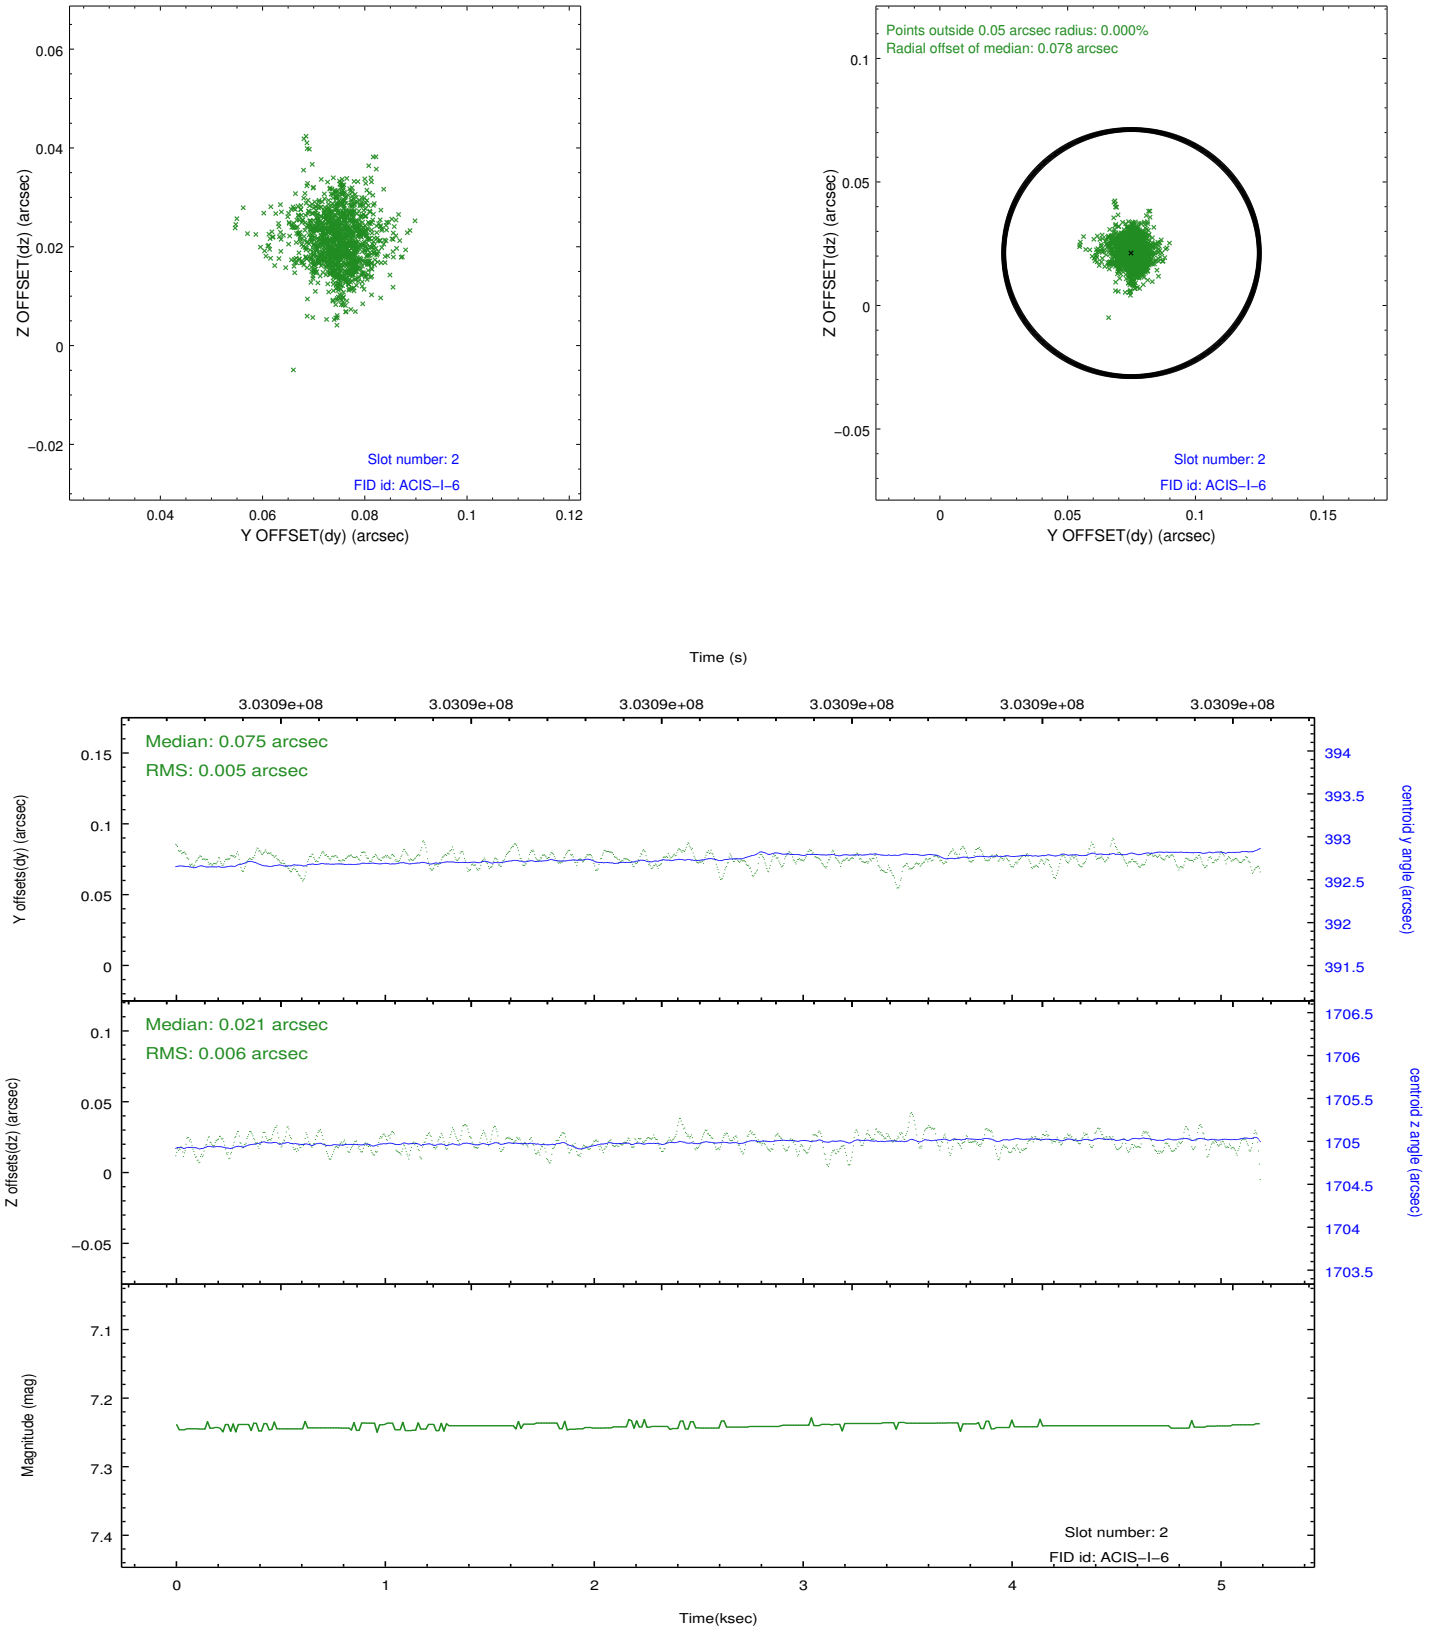 0.06
0.04
0.02
0
−0.02
0.04
0.06
0.08
0.1
0.12
Z OFFSET(dz) (arcsec)
Y OFFSET(dy) (arcsec)
Slot number: 2
FID id: ACIS−I−6
Points outside 0.05 arcsec radius: 0.000%
Radial offset of median: 0.078 arcsec
0.1
0.05
0
−0.05
0
0.05
0.1
0.15
Z OFFSET(dz) (arcsec)
Y OFFSET(dy) (arcsec)
Slot number: 2
FID id: ACIS−I−6
Time (s)
3.0309e+08
3.0309e+08
3.0309e+08
3.0309e+08
3.0309e+08
3.0309e+08
Median: 0.075 arcsec
RMS: 0.005 arcsec
0.15
0.1
0.05
0
Y offsets(dy) (arcsec)
394
393.5
393
392.5
392
391.5
centroid y angle (arcsec)
Median: 0.021 arcsec
RMS: 0.006 arcsec
0.1
0.05
0
−0.05
Z offsets(dz) (arcsec)
1706.5
1706
1705.5
1705
1704.5
1704
1703.5
centroid z angle (arcsec)
7.1
7.2
7.3
7.4
Magnitude (mag)
Slot number: 2
FID id: ACIS−I−6
0
1
2
3
4
5
Time(ksec)